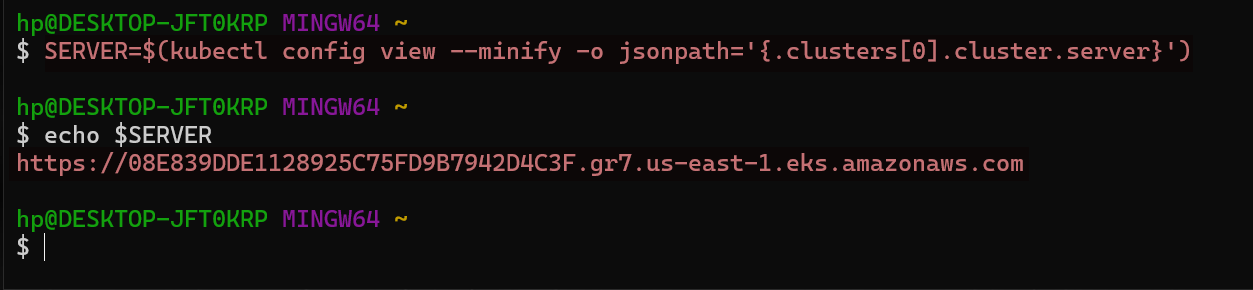 hp@DESKTOP-JFT0KRP MINGW64 ~
$ SERVER=$(kubectl config view --minify -o jsonpath='{.clusters[0].cluster.server}')
hp@DESKTOP-JFT0KRP MINGW64 ~
$ echo $SERVER
https://08E839DDE1128925C75FD9B7942D4C3F.gr7.us-east-1.eks.amazonaws.com
hp@DESKTOP-JFT0KRP MINGW64 ~
$